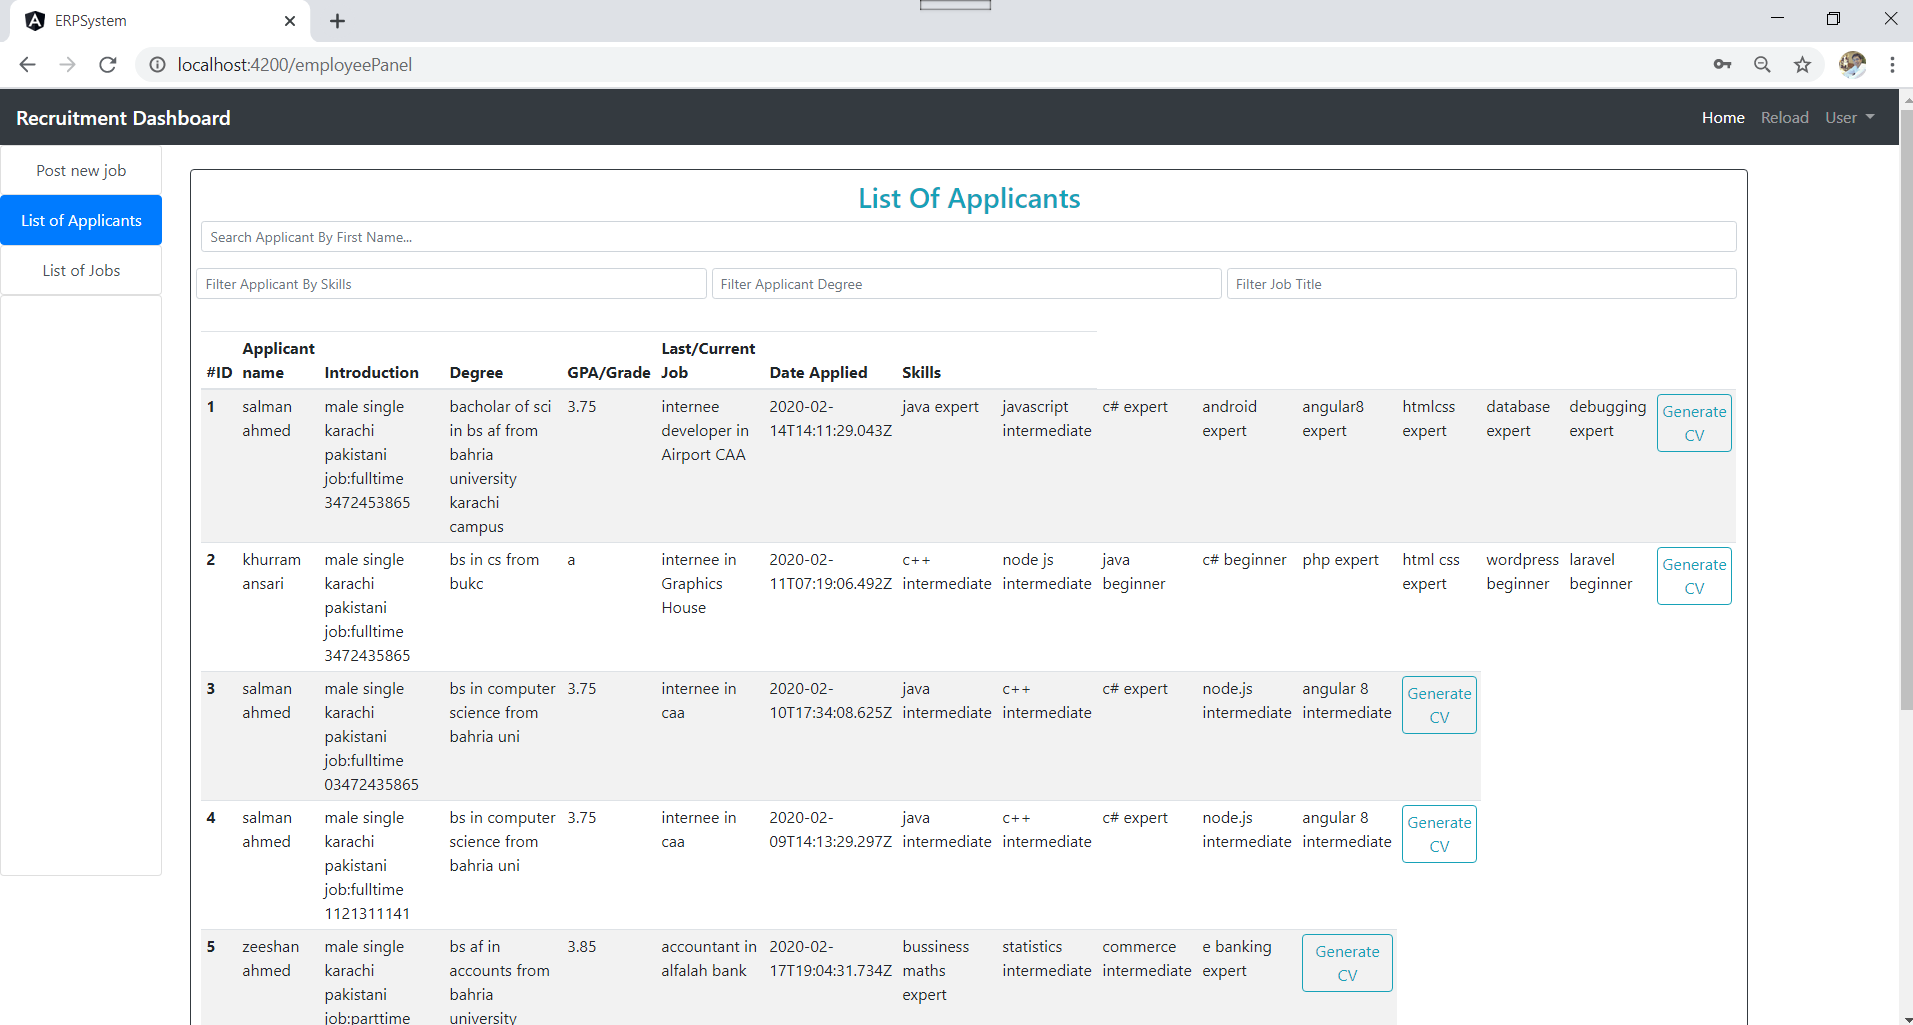 ERPSystem
localhost:4200/employeePanel
Recruitment Dashboard
Home Reload User
Post new job
List of Applicants
List of Jobs
List Of Applicants
Search Applicant By First Name...
Filter Applicant By Skills Filter Applicant Degree Filter Job Title
Applicant Last/Current
#ID name Introduction Degree GPA/Grade Job Date Applied Skills
1 salman male single bacholar of sci 3.75 internee 2020-02- java expert javascript c# expert android angular8 htmlcss database debugging Generate
ahmed karachi in bs af from developer in 14T14:11:29.043Z intermediate expert expert expert expert expert CV
pakistani bahria Airport CAA
job:fulltime university
3472453865 karachi
campus
2 khurram male single bs in cs from a internee in 2020-02- c++ node js java c# beginner php expert html css wordpress laravel Generate
ansari karachi bukc Graphics 11T07:19:06.492Z intermediate intermediate beginner expert beginner beginner CV
pakistani House
job:fulltime
3472435865
3 salman male single bs in computer 3.75 internee in 2020-02- java c++ c# expert node.js angular 8 Generate
ahmed karachi science from caa 10T17:34:08.625Z intermediate intermediate intermediate intermediate CV
pakistani bahria uni
job:fulltime
03472435865
4 salman male single bs in computer 3.75 internee in 2020-02- java c++ c# expert node.js angular 8 Generate
ahmed karachi science from caa 09T14:13:29.297Z intermediate intermediate intermediate intermediate CV
pakistani bahria uni
job:fulltime
1121311141
5 zeeshan male single bs af in 3.85 accountant in 2020-02- bussiness statistics commerce e banking Generate
ahmed karachi accounts from alfalah bank 17T19:04:31.734Z maths intermediate intermediate expert CV
pakistani bahria expert
job:parttime university